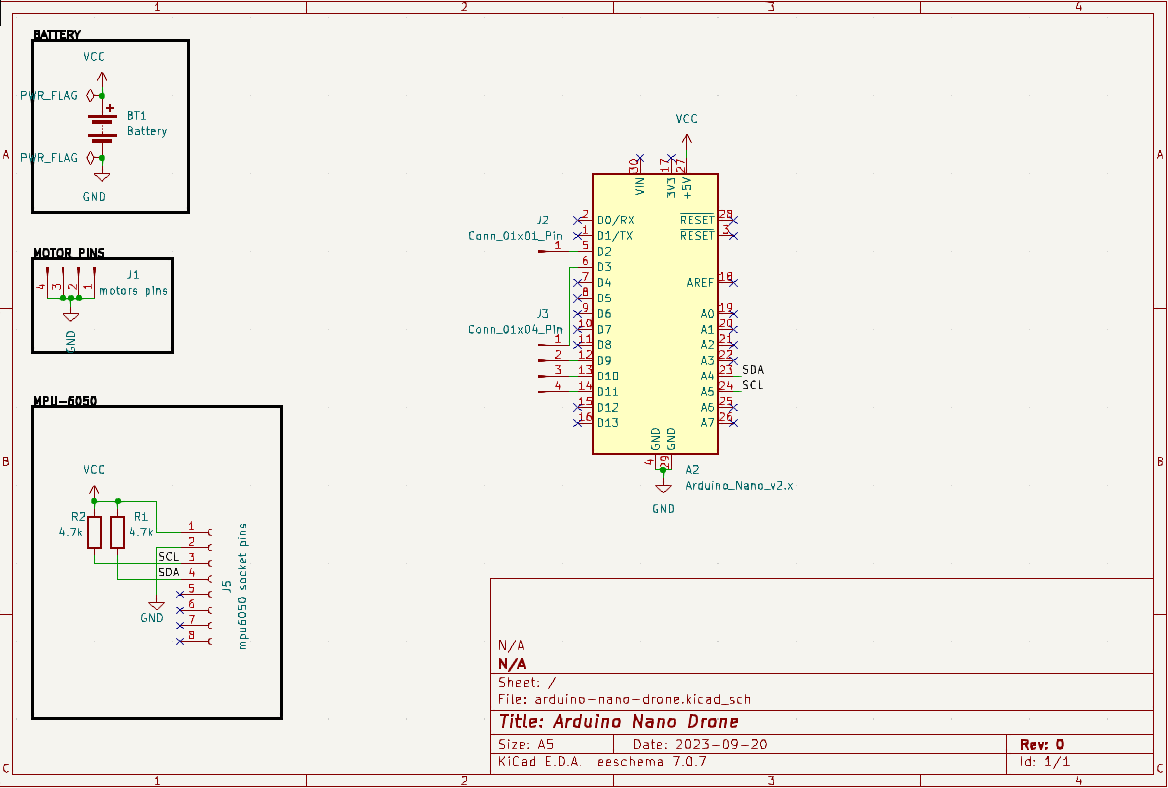 1 2 3 4
BATTERY
VCC
PWR_FLAG
+
BT1
Battery
PWR_FLAG
GND
A
A
MOTOR PINS
4 3 2 1
J1
motors pins
GND
MPU-6050
VCC
R2
4.7k
R1
4.7k
1
2
SCL 3
SDA 4
5
6
7
8
GND
J5
mpu6050 socket pins
VCC
30 17 27
VIN 3V3 +5V
J2
Conn_01x01_Pin
1
J3
Conn_01x04_Pin
1
2
3
4
2 D0/RX
1 D1/TX
5 D2
6 D3
7 D4
8 D5
9 D6
10 D7
11 D8
12 D9
13 D10
14 D11
15 D12
16 D13
RESET 28
RESET 3
AREF 18
A0 19
A1 20
A2 21
A3 22
A4 23 SDA
A5 24 SCL
A6 25
A7 26
GND GND
4 29
A2
Arduino_Nano_v2.x
GND
B
B
N/A
N/A
Sheet: /
File: arduino-nano-drone.kicad_sch
Title: Arduino Nano Drone
Size: A5 Date: 2023-09-20 Rev: 0
KiCad E.D.A. eeschema 7.0.7 Id: 1/1
C
C
1 2 3 4